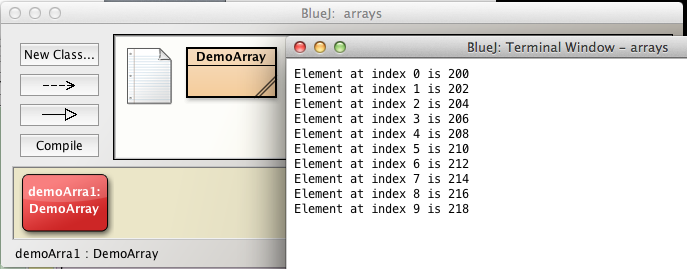 BlueJ: arrays
New Class...
Compile
DemoArray
demoArra1:
DemoArray
demoArra1 : DemoArray
BlueJ: Terminal Window – arrays
Element at index 0 is 200
Element at index 1 is 202
Element at index 2 is 204
Element at index 3 is 206
Element at index 4 is 208
Element at index 5 is 210
Element at index 6 is 212
Element at index 7 is 214
Element at index 8 is 216
Element at index 9 is 218